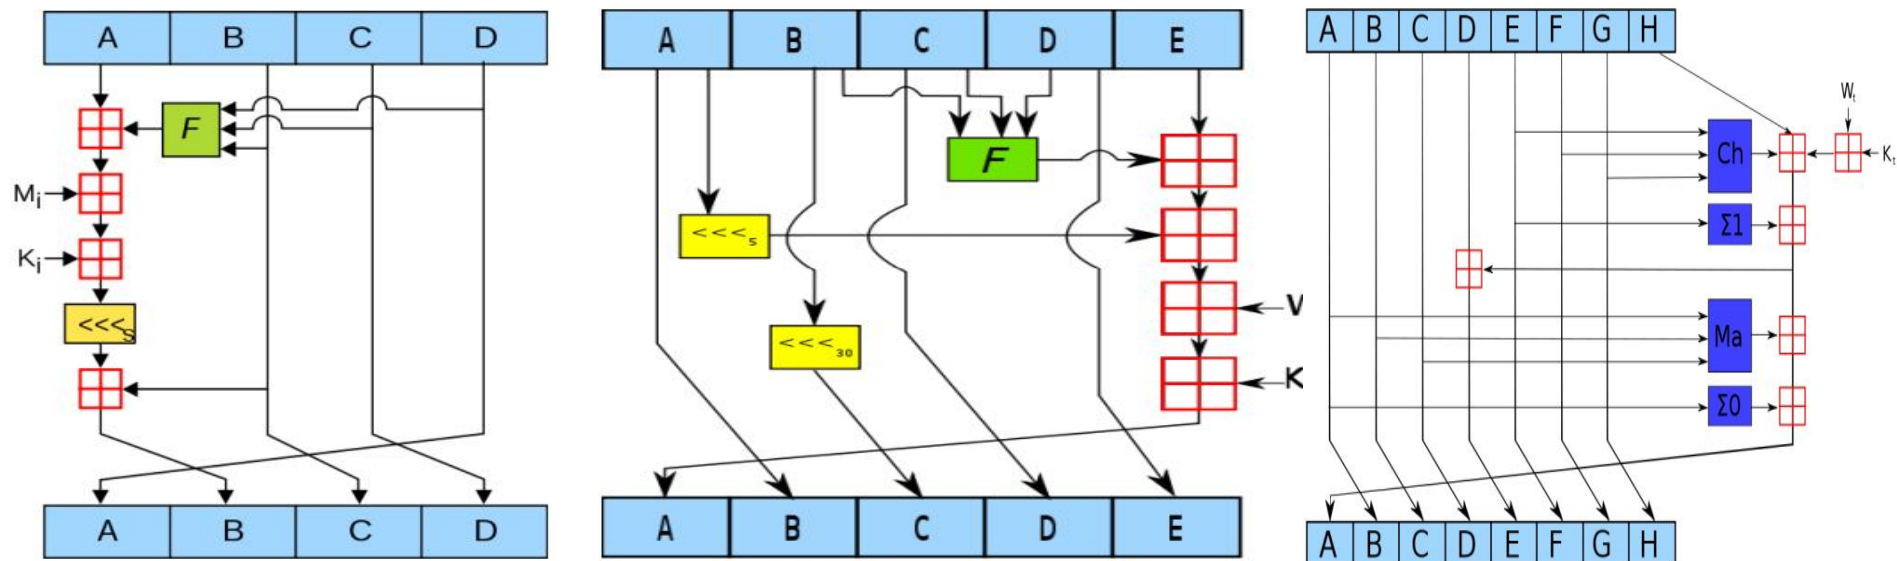 A B C D
F
Mi
Ki
<<<s
A B C D
A B C D E
F
<<<5
<<<30
V
K
A B C D E
A B C D E F G H
Wt
Ch
Kt
Σ1
Ma
Σ0
A B C D E F G H